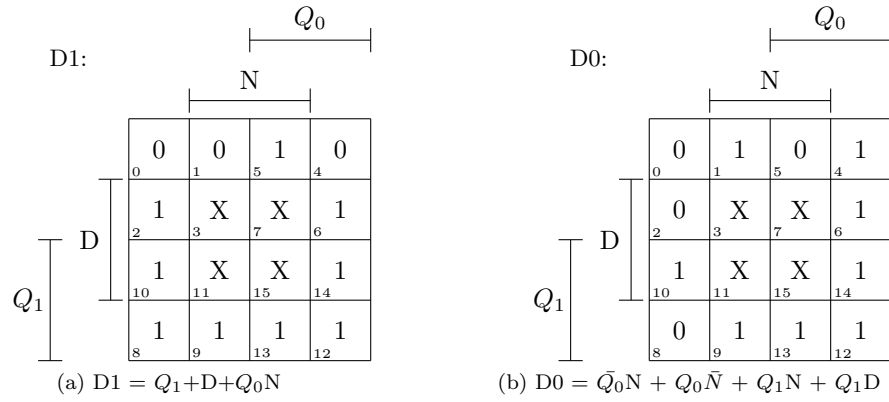 Q₀ Q₀
D1: D0:
N N
0 0 1 0 0 1 0 1
0 1 5 4 0 1 5 4
1 X X 1 0 X X 1
2 3 7 6 2 3 7 6
D D
1 X X 1 1 X X 1
10 11 15 14 10 11 15 14
Q₁ Q₁
1 1 1 1 0 1 1 1
8 9 13 12 8 9 13 12
(a) D1 = Q₁+D+Q₀N
(b) D0 = Q̄₀N + Q₀N̄ + Q₁N + Q₁D